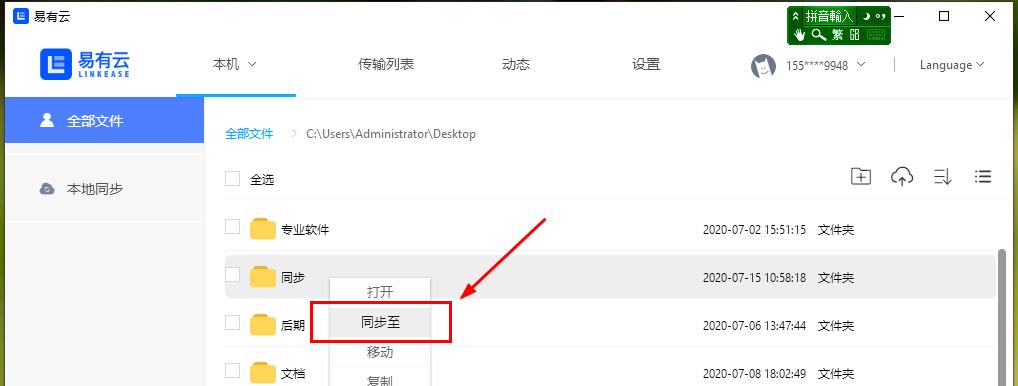 易有云
拼音輸入
繁
易有云
LINKEASE
本机
传输列表
动态
设置
155****9948
Language
全部文件
本地同步
全部文件
C:\Users\Administrator\Desktop
全选
专业软件 2020-07-02 15:51:15 文件夹
同步 2020-07-15 10:58:18 文件夹
打开
同步至
后期 2020-07-06 13:47:44 文件夹
移动
文档 2020-07-08 18:02:49 文件夹
复制